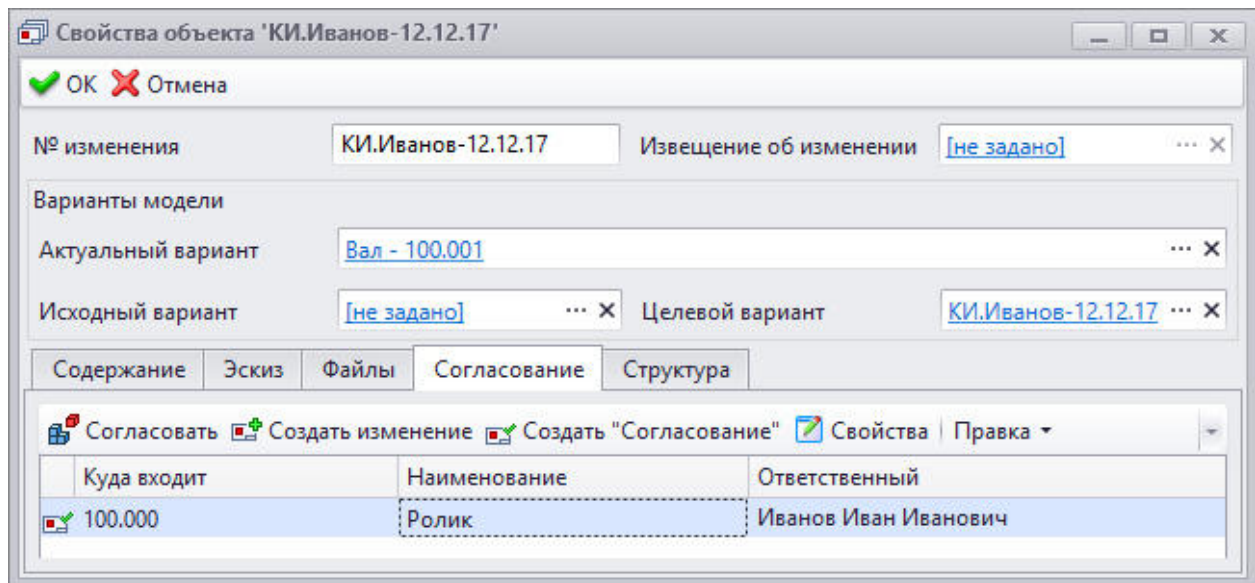 Свойства объекта 'КИ.Иванов-12.12.17'
ОК Отмена
№ изменения КИ.Иванов-12.12.17 Извещение об изменении [не задано] ...
Варианты модели
Актуальный вариант Вал - 100.001 ...
Исходный вариант [не задано] ... Целевой вариант КИ.Иванов-12.12.17 ...
Содержание Эскиз Файлы Согласование Структура
Согласовать Создать изменение Создать "Согласование" Свойства Правка
Куда входит Наименование Ответственный
100.000 Ролик Иванов Иван Иванович